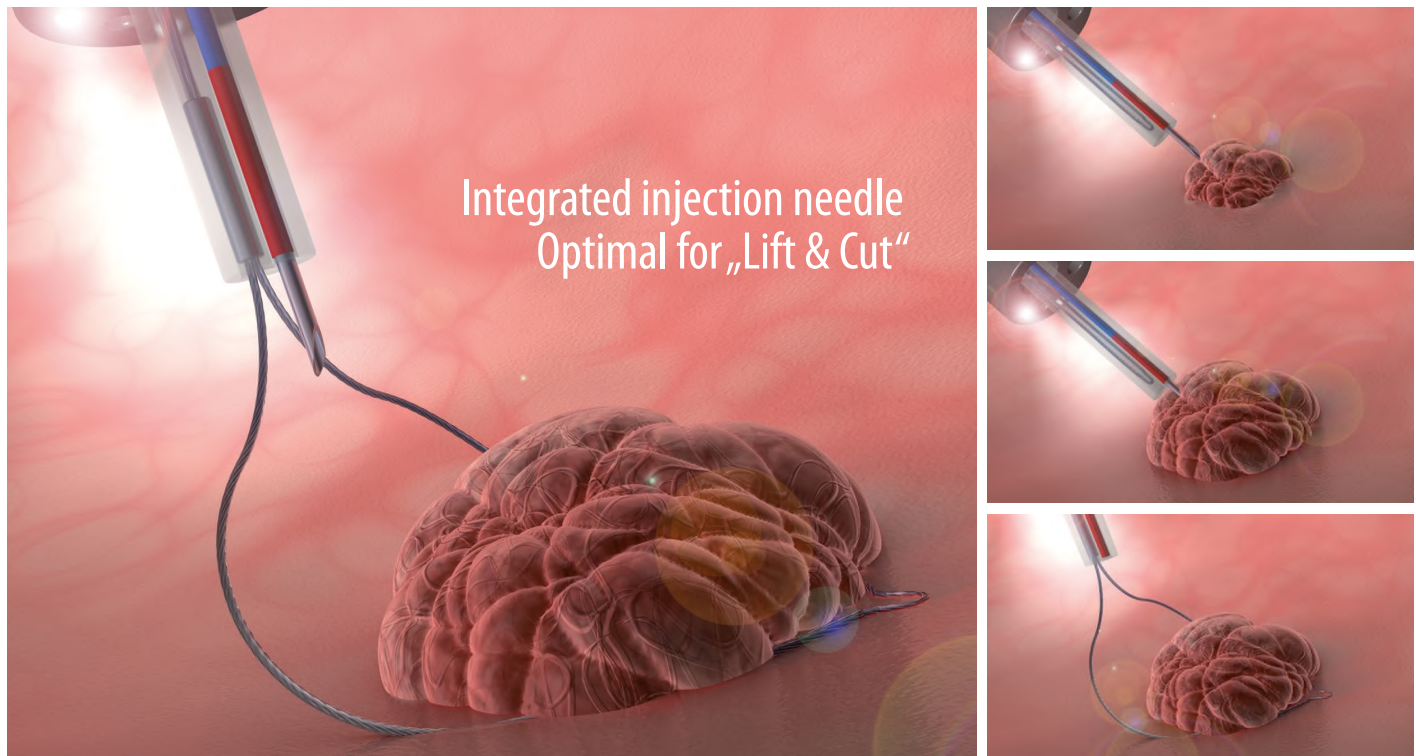 Integrated injection needle
Optimal for „Lift & Cut“